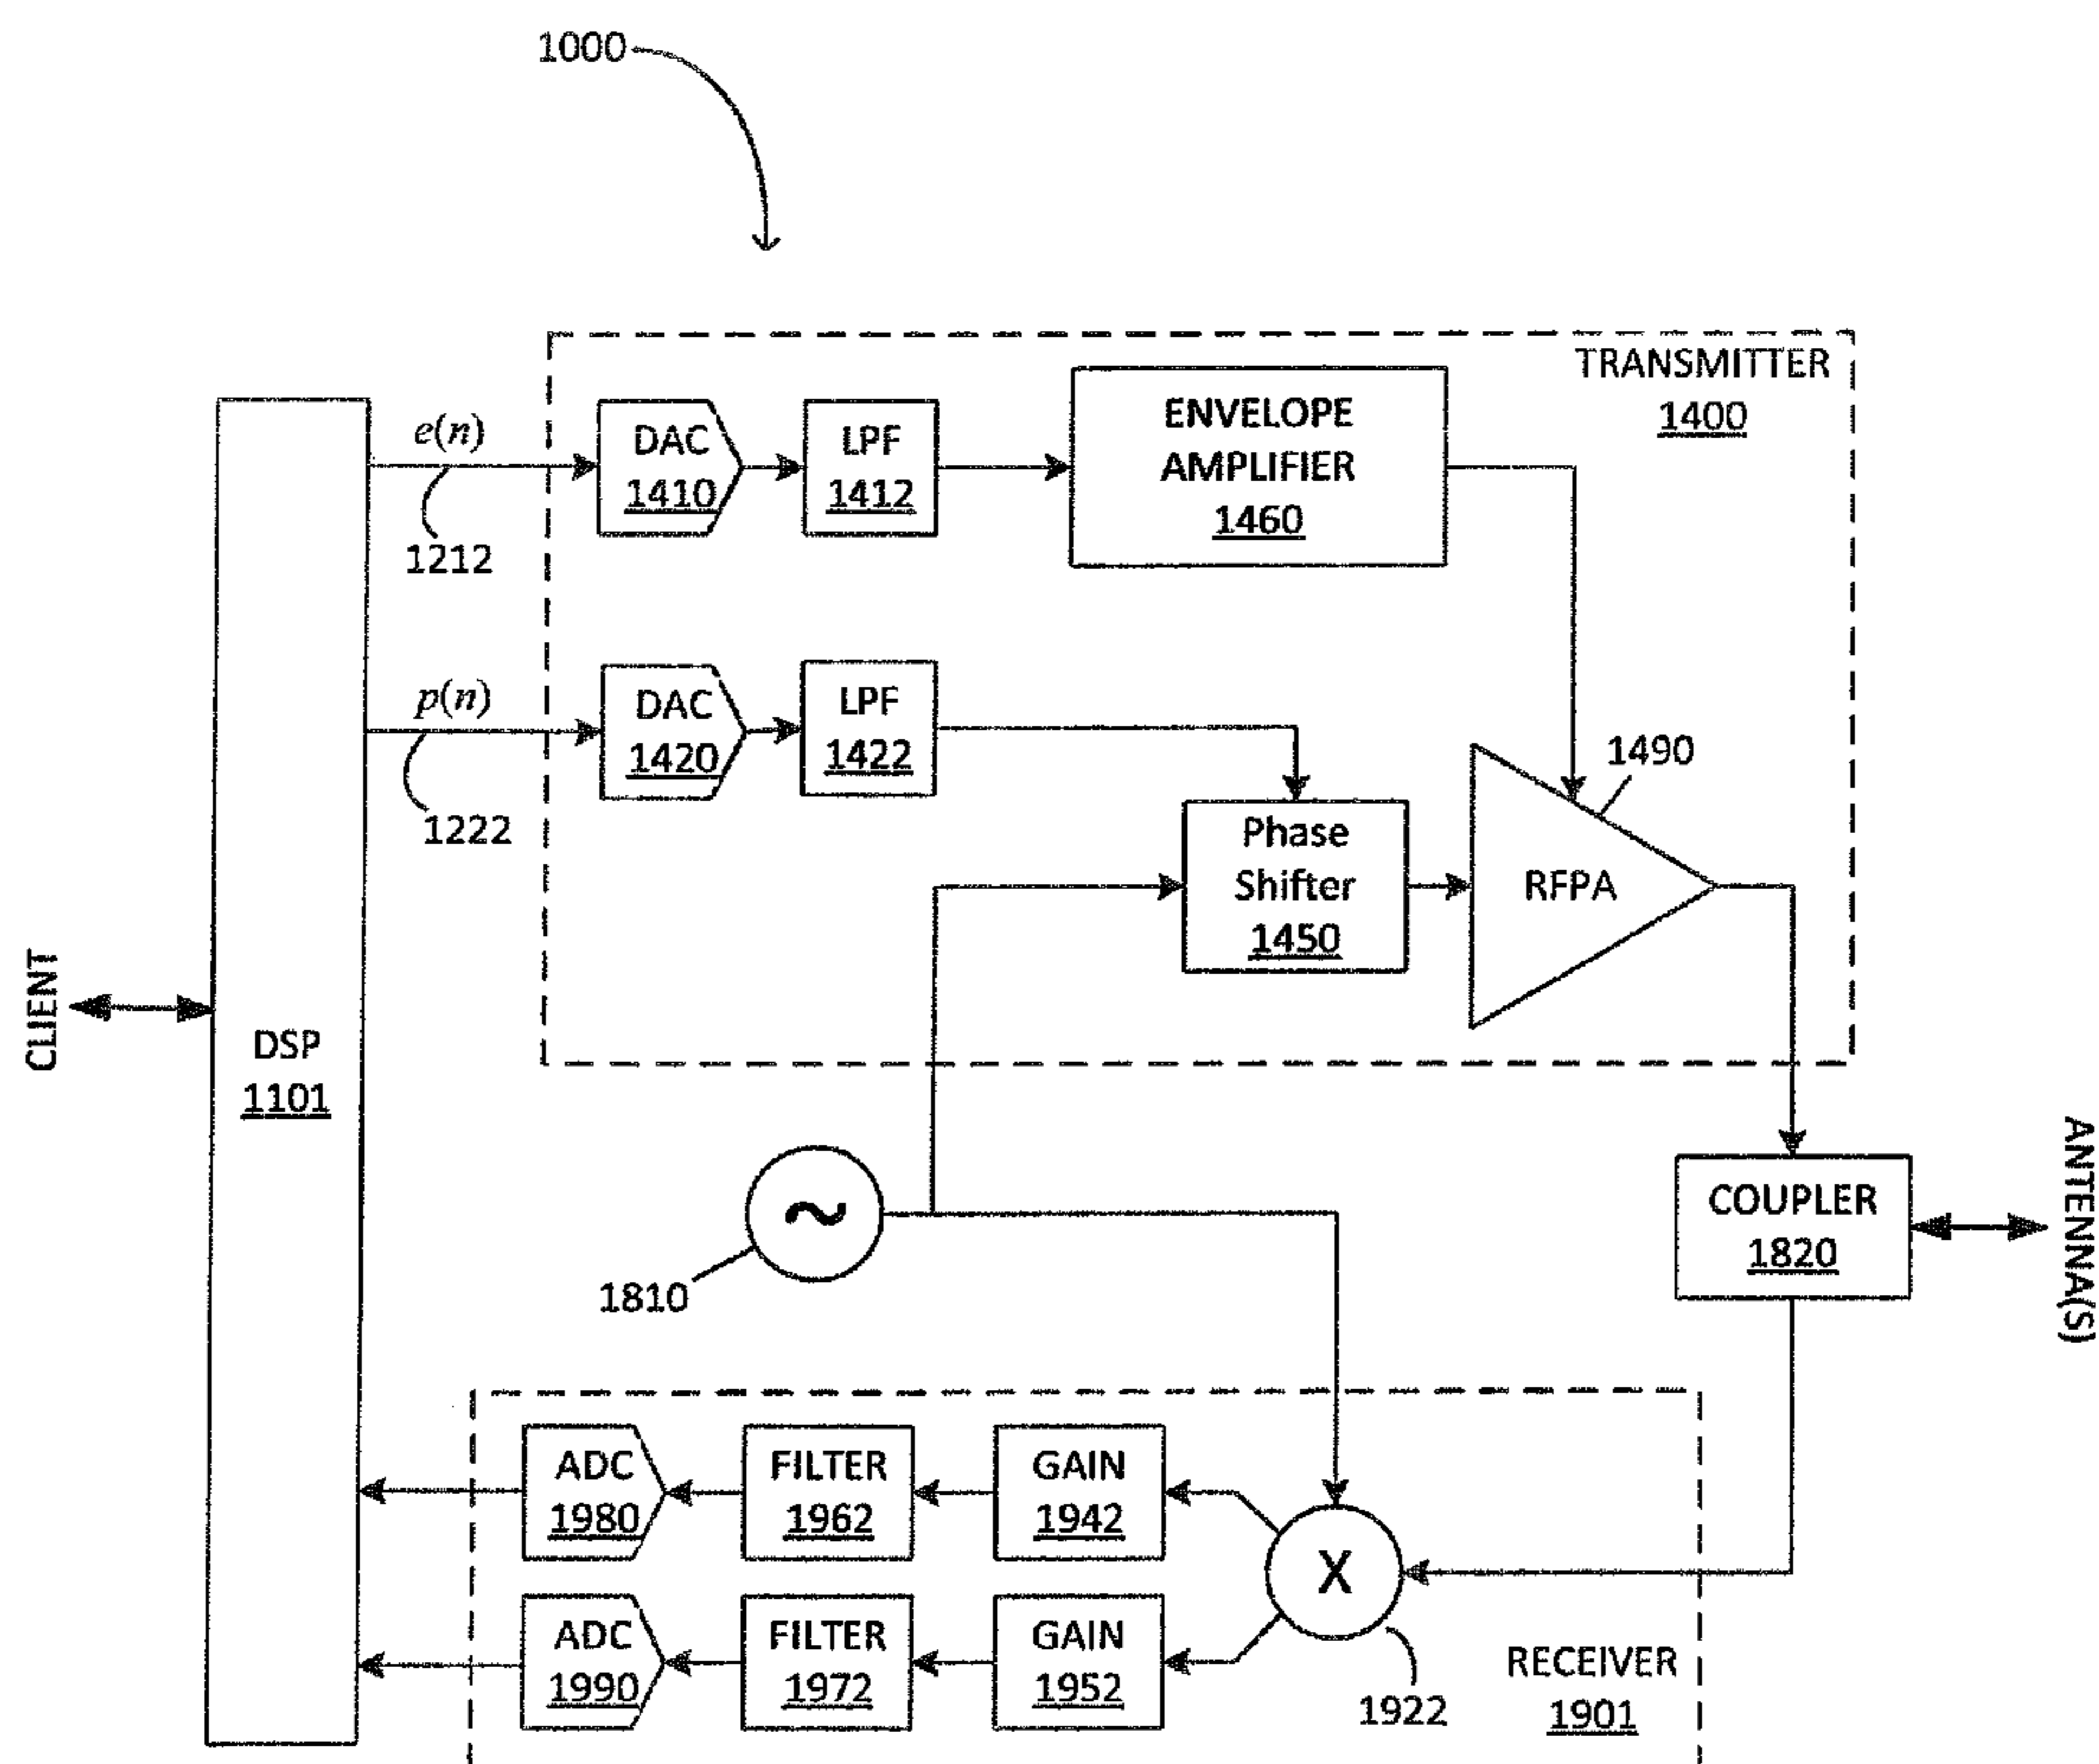 1000
TRANSMITTER
1400
e(n)
1212
DAC
1410
LPF
1412
ENVELOPE
AMPLIFIER
1460
p(n)
1222
DAC
1420
LPF
1422
Phase
Shifter
1450
RFPA
1490
CLIENT
DSP
1101
~
1810
COUPLER
1820
ANTENNA(S)
ADC
1980
FILTER
1962
GAIN
1942
X
1922
ADC
1990
FILTER
1972
GAIN
1952
RECEIVER
1901